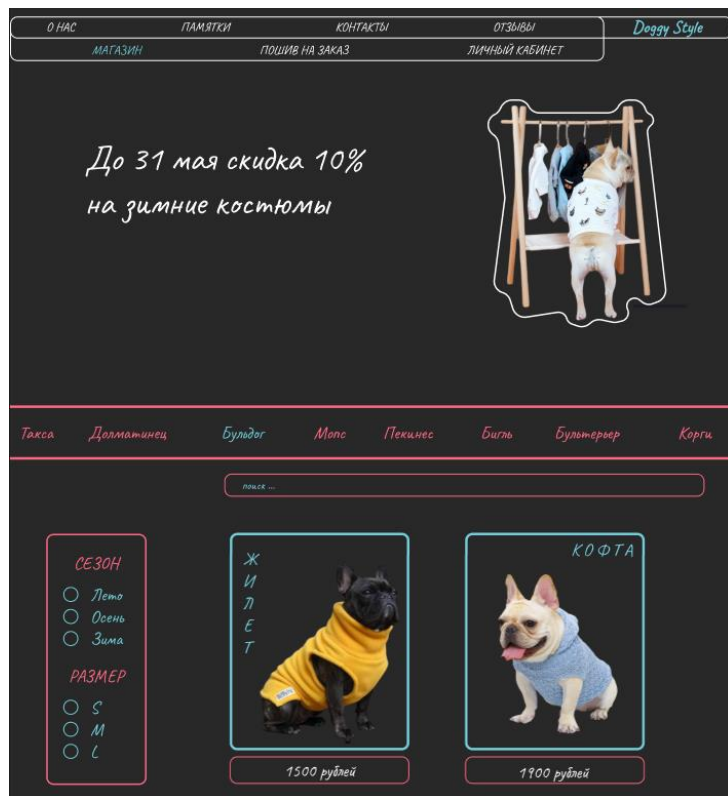 О НАС ПАМЯТКИ КОНТАКТЫ ОТЗЫВЫ Doggy Style
МАГАЗИН ПОШИВ НА ЗАКАЗ ЛИЧНЫЙ КАБИНЕТ
До 31 мая скидка 10%
на зимние костюмы
Такса Долматинец Бульдог Мопс Пекинес Бигль Бультерьер Корги
поиск ...
СЕЗОН
Лето
Осень
Зима
РАЗМЕР
S
M
L
ЖИЛЕТ
1500 рублей
КОФТА
1900 рублей